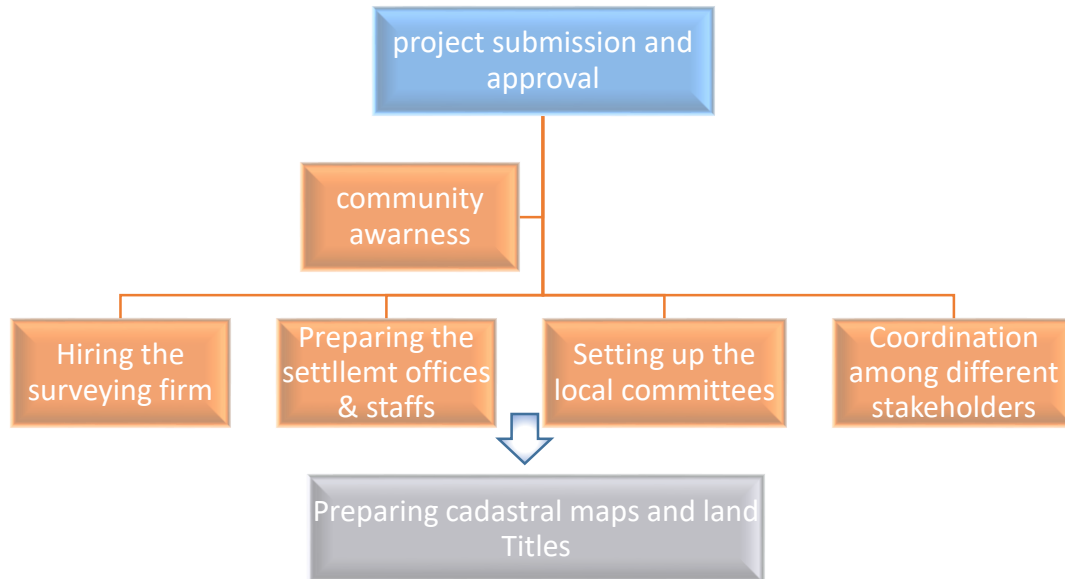 project submission and
approval
community
awarness
Hiring the
surveying firm
Preparing the
settllemt offices
& staffs
Setting up the
local committees
Coordination
among different
stakeholders
Preparing cadastral maps and land
Titles